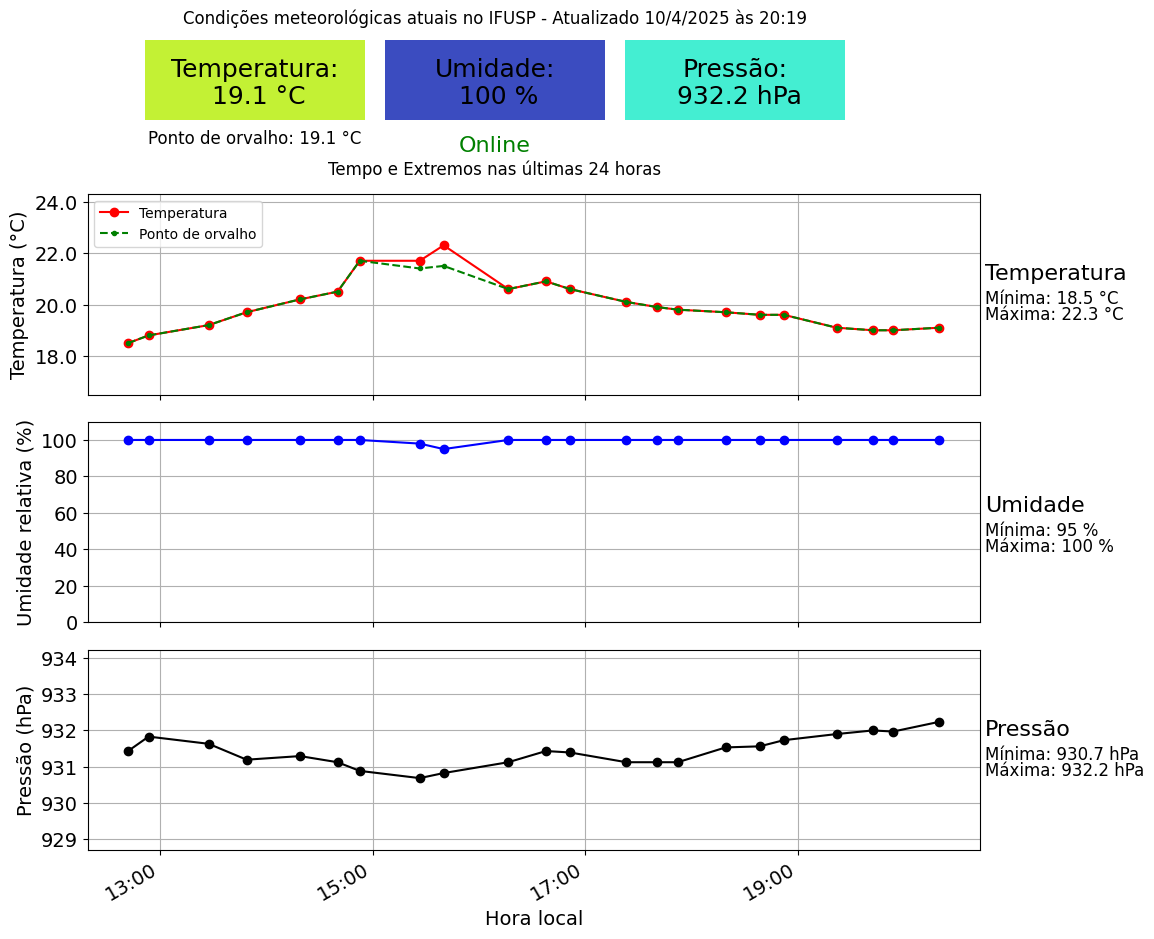 Condições meteorológicas atuais no IFUSP - Atualizado 10/4/2025 às 20:19
Temperatura:
19.1 °C
Umidade:
100 %
Pressão:
932.2 hPa
Ponto de orvalho: 19.1 °C
Online
Tempo e Extremos nas últimas 24 horas
Temperatura (°C)
24.0
22.0
20.0
18.0
Temperatura
Ponto de orvalho
Temperatura
Mínima: 18.5 °C
Máxima: 22.3 °C
Umidade relativa (%)
100
80
60
40
20
0
Umidade
Mínima: 95 %
Máxima: 100 %
Pressão (hPa)
934
933
932
931
930
929
Pressão
Mínima: 930.7 hPa
Máxima: 932.2 hPa
13:00
15:00
17:00
19:00
Hora local